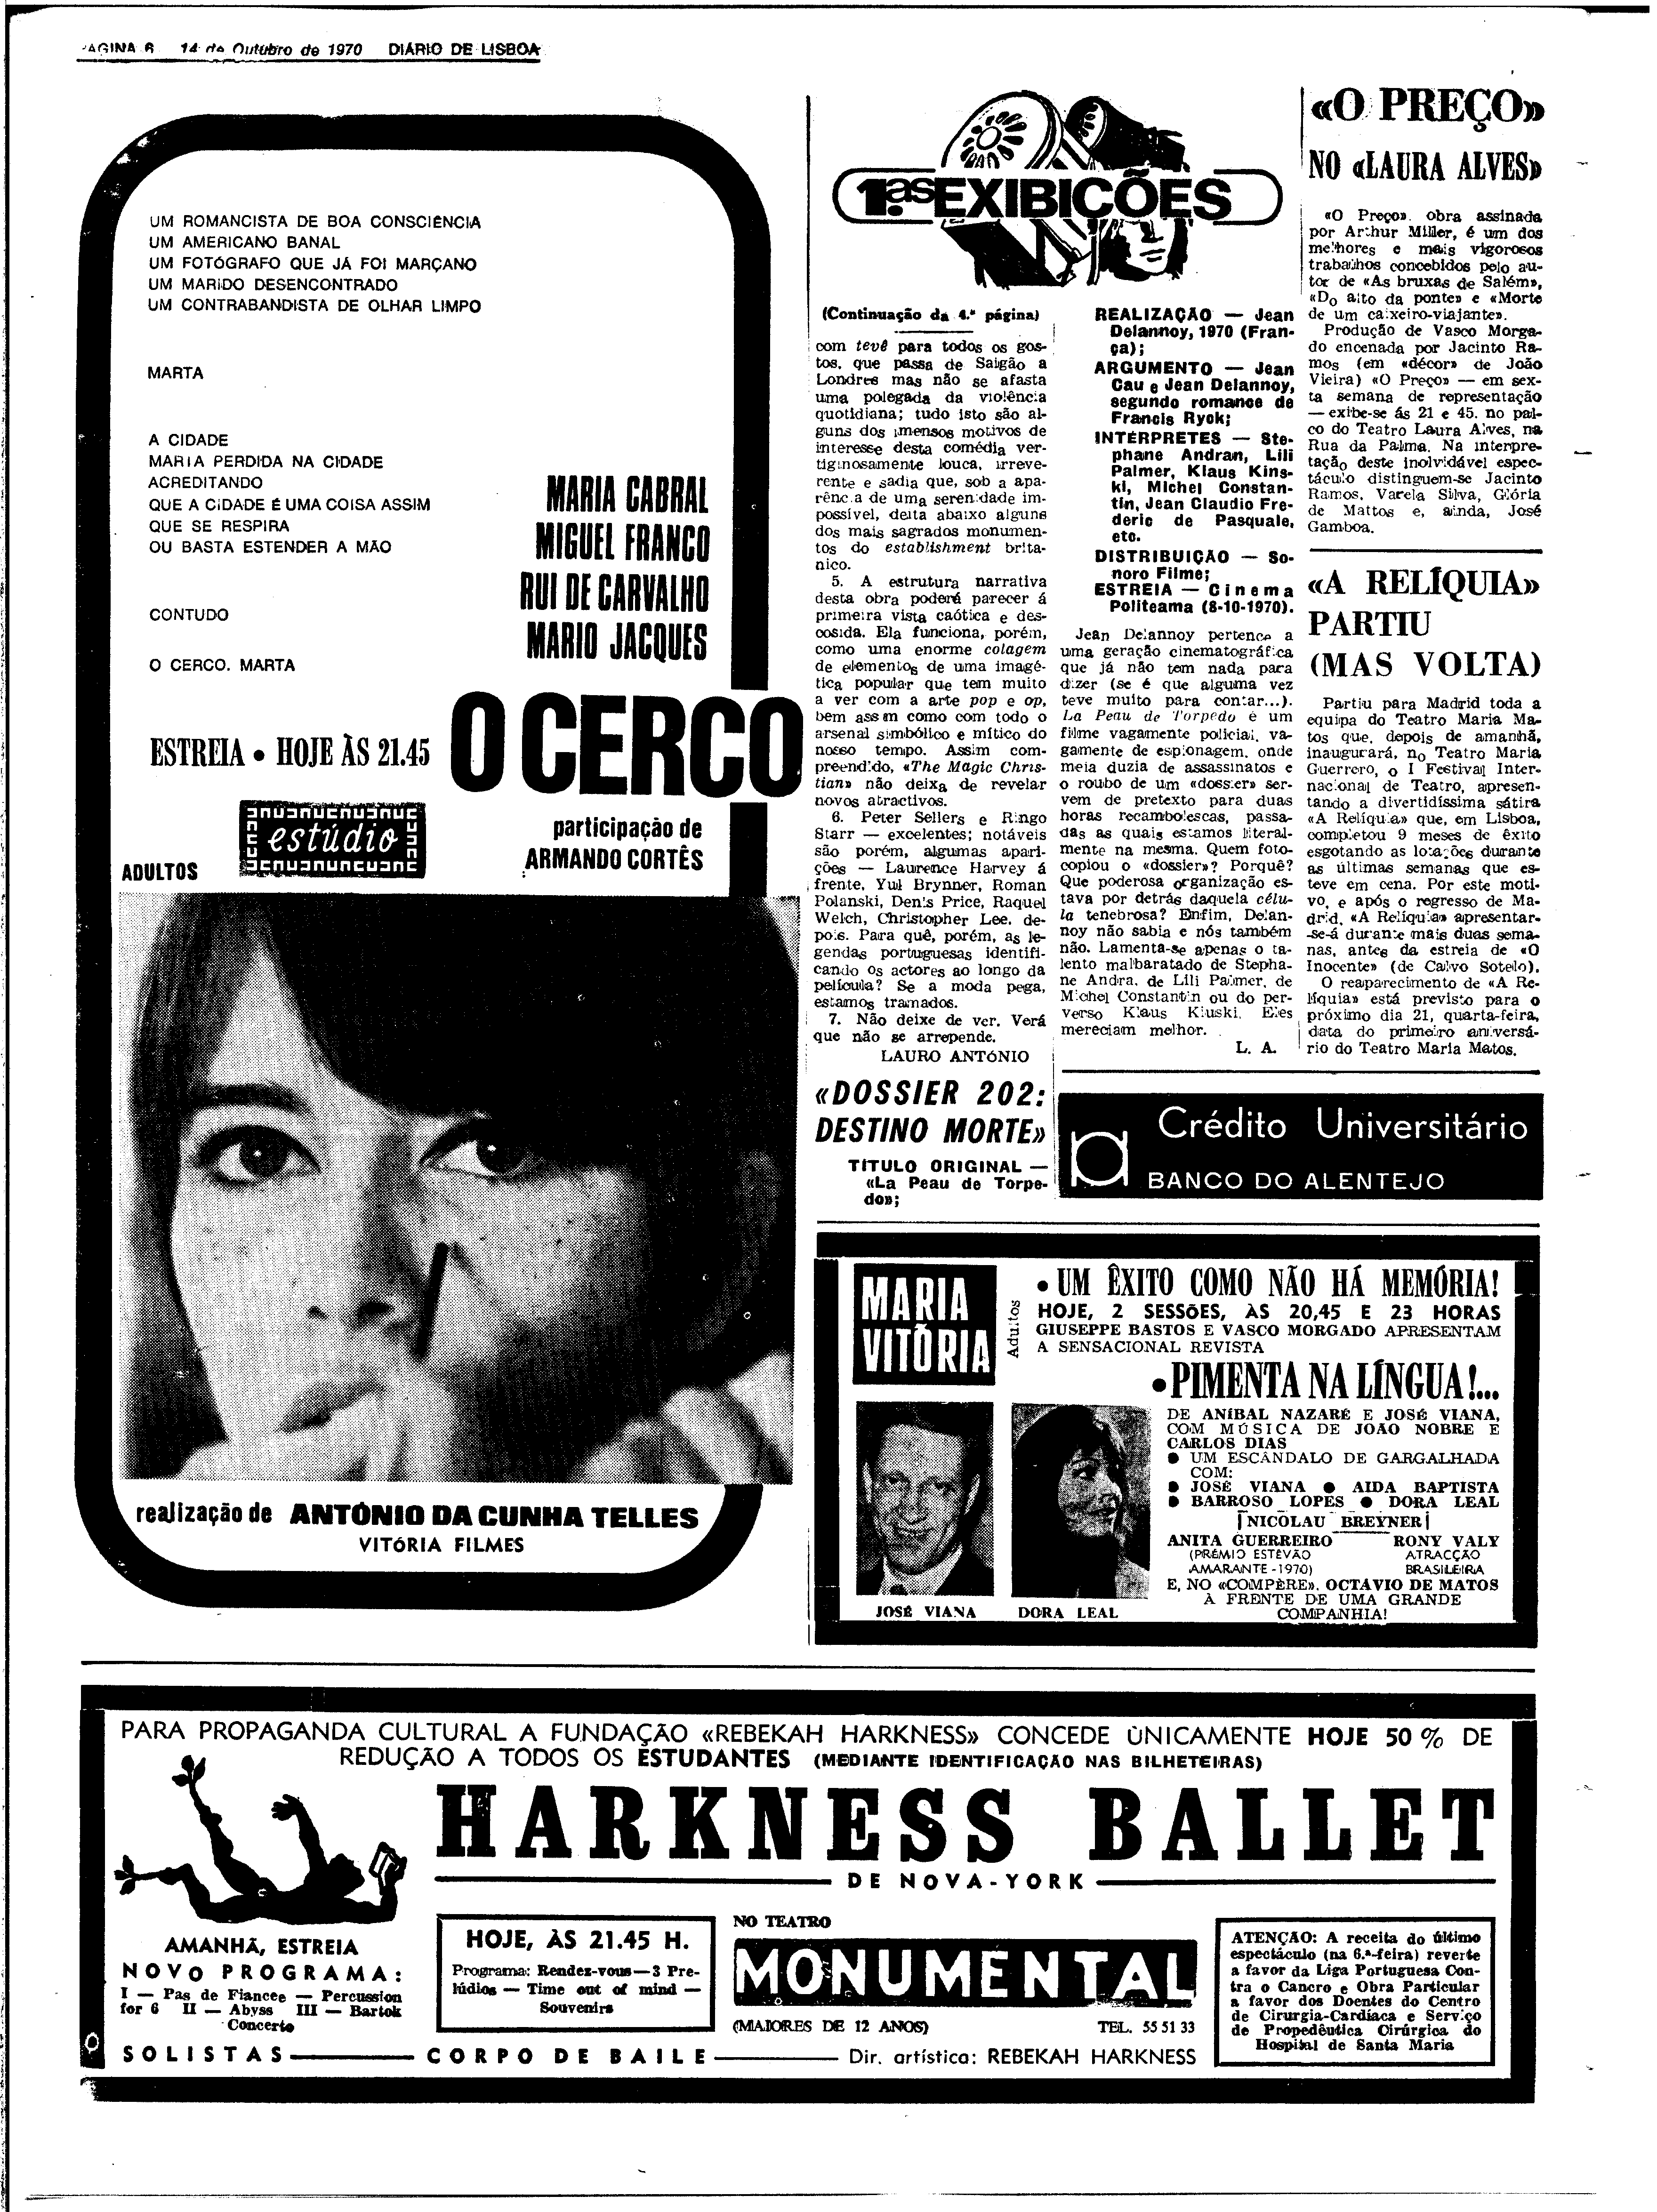 PAGINA 6 14 de Outubro de 1970 DIÁRIO DE LISBOA
UM ROMANCISTA DE BOA CONSCIÊNCIA
UM AMERICANO BANAL
UM FOTÓGRAFO QUE JÁ FOI MARÇANO
UM MARIDO DESENCONTRADO
UM CONTRABANDISTA DE OLHAR LIMPO
MARTA
A CIDADE
MARIA PERDIDA NA CIDADE
ACREDITANDO
QUE A CIDADE É UMA COISA ASSIM
QUE SE RESPIRA
OU BASTA ESTENDER A MÃO
CONTUDO
O CERCO. MARTA
MARIA CABRAL
MIGUEL FRANCO
RUI DE CARVALHO
MARIO JACQUES
O CERCO
ESTREIA • HOJE ÀS 21.45
estúdio
ADULTOS
participação de
ARMANDO CORTÊS
realização de ANTÓNIO DA CUNHA TELLES
VITÓRIA FILMES
1.as EXIBIÇÕES
(Continuação da 4.ª página)
com tevê para todos os gos-
tos, que passa de Saigão a
Londres mas não se afasta
uma polegada da violência
quotidiana; tudo isto são al-
guns dos imensos motivos de
interesse desta comédia ver-
tiginosamente louca, irreve-
rente e sadia que, sob a apa-
rência de uma serenidade im-
possível, deita abaixo alguns
dos mais sagrados monumen-
tos do establishment brita-
nico.
5. A estrutura narrativa
desta obra poderá parecer á
primeira vista caótica e des-
cosida. Ela funciona, porém,
como uma enorme colagem
de elementos de uma imagé-
tica popular que tem muito
a ver com a arte pop e op,
bem assim como com todo o
arsenal simbólico e mítico do
nosso tempo. Assim com-
preendido, «The Magic Chris-
tian» não deixa de revelar
novos atractivos.
6. Peter Sellers e Ringo
Starr — excelentes; notáveis
são porém, algumas apari-
ções — Laurence Harvey á
frente, Yul Brynner, Roman
Polanski, Denis Price, Raquel
Welch, Christopher Lee, de-
pois. Para quê, porém, as le-
gendas portuguesas identifi-
cando os actores ao longo da
película? Se a moda pega,
estamos tramados.
7. Não deixe de ver. Verá
que não se arrepende.
LAURO ANTÓNIO
«DOSSIER 202:
DESTINO MORTE»
TITULO ORIGINAL —
«La Peau de Torpe-
do»;
REALIZAÇÃO — Jean
Delannoy, 1970 (Fran-
ça);
ARGUMENTO — Jean
Cau e Jean Delannoy,
segundo romance de
Francis Ryck;
INTÉRPRETES — Ste-
phane Andran, Lili
Palmer, Klaus Kins-
ki, Michel Constan-
tin, Jean Claudio Fre-
deric de Pasquale,
etc.
DISTRIBUIÇÃO — So-
noro Filme;
ESTREIA — Cinema
Politeama (8-10-1970).
Jean Delannoy pertence a
uma geração cinematográfica
que já não tem nada para
dizer (se é que alguma vez
teve muito para contar...).
La Peau de Torpedo é um
filme vagamente policial, va-
gamente de espionagem, onde
meia duzia de assassinatos e
o roubo de um «dossier» ser-
vem de pretexto para duas
horas recambolescas, passa-
das as quais estamos literal-
mente na mesma. Quem foto-
copiou o «dossier»? Porquê?
Que poderosa organização es-
tava por detrás daquela célu-
la tenebrosa? Enfim, Delan-
noy não sabia e nós também
não. Lamenta-se apenas o ta-
lento malbaratado de Stepha-
ne Andra, de Lili Palmer, de
Michel Constantin ou do per-
verso Klaus Kiuski. Eles
mereciam melhor.
L. A.
«O PREÇO»
NO «LAURA ALVES»
«O Preço», obra assinada
por Arthur Miller, é um dos
melhores e mais vigorosos
trabalhos concebidos pelo au-
tor de «As bruxas de Salém»,
«Do alto da ponte» e «Morte
de um caixeiro-viajante».
Produção de Vasco Morga-
do encenada por Jacinto Ra-
mos (em «décor» de João
Vieira) «O Preço» — em sex-
ta semana de representação
— exibe-se ás 21 e 45. no pal-
co do Teatro Laura Alves, na
Rua da Palma. Na interpre-
tação deste inolvidável espec-
táculo distinguem-se Jacinto
Ramos, Varela Silva, Glória
de Mattos e, ainda, José
Gamboa.
«A RELÍQUIA»
PARTIU
(MAS VOLTA)
Partiu para Madrid toda a
equipa do Teatro Maria Ma-
tos que, depois de amanhã,
inaugurará, no Teatro Maria
Guerrero, o I Festival Inter-
nacional de Teatro, apresen-
tando a divertidíssima sátira
«A Relíquia» que, em Lisboa,
completou 9 meses de êxito
esgotando as lotações durante
as últimas semanas que es-
teve em cena. Por este moti-
vo, e após o regresso de Ma-
drid, «A Relíquia» apresentar-
-se-á durante mais duas sema-
nas, antes da estreia de «O
Inocente» (de Calvo Sotelo).
O reaparecimento de «A Re-
líquia» está previsto para o
próximo dia 21, quarta-feira,
data do primeiro aniversá-
rio do Teatro Maria Matos.
Crédito Universitário
BANCO DO ALENTEJO
MARIA
VITÓRIA
Adultos
• UM ÊXITO COMO NÃO HÁ MEMÓRIA!
HOJE, 2 SESSÕES, ÀS 20,45 E 23 HORAS
GIUSEPPE BASTOS E VASCO MORGADO APRESENTAM
A SENSACIONAL REVISTA
• PIMENTA NA LÍNGUA!...
DE ANÍBAL NAZARÉ E JOSÉ VIANA,
COM MÚSICA DE JOÃO NOBRE E
CARLOS DIAS
● UM ESCÂNDALO DE GARGALHADA
COM:
● JOSÉ VIANA ● AIDA BAPTISTA
● BARROSO LOPES ● DORA LEAL
NICOLAU BREYNER
ANITA GUERREIRO RONY VALY
(PRÉMIO ESTÊVÃO ATRACÇÃO
AMARANTE-1970) BRASILEIRA
E, NO «COMPÈRE», OCTAVIO DE MATOS
À FRENTE DE UMA GRANDE
COMPANHIA!
JOSÉ VIANA DORA LEAL
PARA PROPAGANDA CULTURAL A FUNDAÇÃO «REBEKAH HARKNESS» CONCEDE ÙNICAMENTE HOJE 50 % DE
REDUÇÃO A TODOS OS ESTUDANTES (MEDIANTE IDENTIFICAÇÃO NAS BILHETEIRAS)
HARKNESS BALLET
DE NOVA-YORK
AMANHÃ, ESTREIA
NOVO PROGRAMA:
I — Pas de Fiancee — Percussion
for 6 II — Abyss III — Bartok
Concerto
HOJE, ÀS 21.45 H.
Programa: Rendez-vous — 3 Pre-
lúdios — Time out of mind —
Souvenirs
NO TEATRO
MONUMENTAL
(MAIORES DE 12 ANOS) TEL. 55 51 33
ATENÇÃO: A receita do último
espectáculo (na 6.ª-feira) reverte
a favor da Liga Portuguesa Con-
tra o Cancro e Obra Particular
a favor dos Doentes do Centro
de Cirurgia-Cardíaca e Serviço
de Propedêutica Cirúrgica do
Hospital de Santa Maria
SOLISTAS — CORPO DE BAILE — Dir. artística: REBEKAH HARKNESS